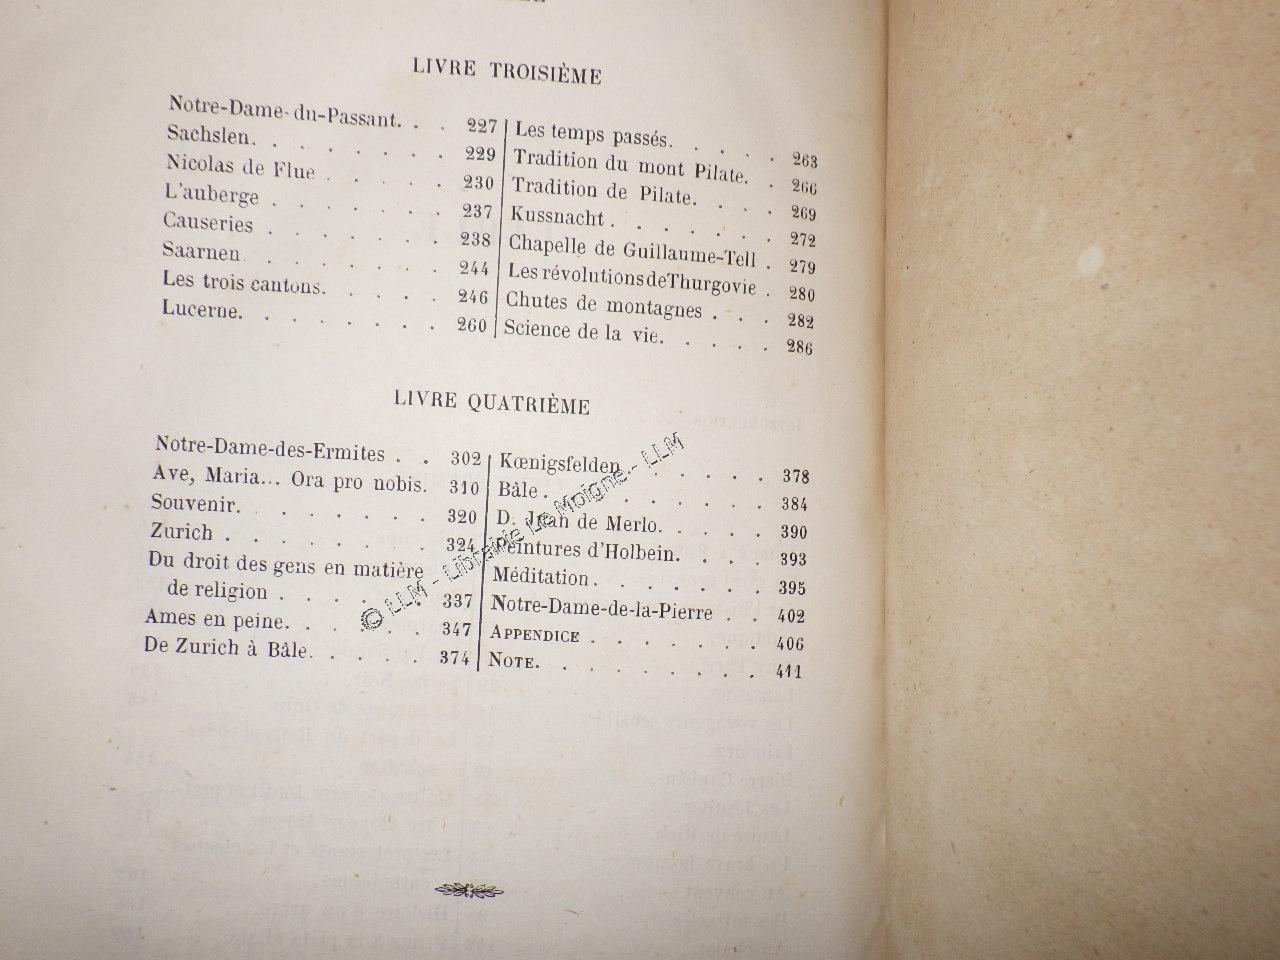 LIVRE TROISIÈME
Notre-Dame-du-Passant. . . 227
Sachslen. . . . . . . . 229
Nicolas de Flue . . . . . 230
L'auberge . . . . . . . 237
Causeries . . . . . . . 238
Saarnen . . . . . . . 244
Les trois cantons. . . . . 246
Lucerne. . . . . . . . 260
Les temps passés. . . . . 263
Tradition du mont Pilate. . 266
Tradition de Pilate. . . . 269
Kussnacht . . . . . . . 272
Chapelle de Guillaume-Tell . 279
Les révolutions de Thurgovie . 280
Chutes de montagnes . . . 282
Science de la vie. . . . . 286
LIVRE QUATRIÈME
Notre-Dame-des-Ermites . . 302
Ave, Maria... Ora pro nobis. 310
Souvenir. . . . . . . . 320
Zurich . . . . . . . . 324
Du droit des gens en matière
de religion . . . . . . 337
Ames en peine. . . . . . 347
De Zurich à Bâle. . . . . 374
Kœnigsfelden . . . . . . 378
Bâle . . . . . . . . . 384
D. Juan de Merlo. . . . . 390
Peintures d'Holbein. . . . 393
Méditation . . . . . . . 395
Notre-Dame-de-la-Pierre . . 402
APPENDICE . . . . . . . 406
NOTE. . . . . . . . . 411
© LLM - Librairie Le Moigne - LLM